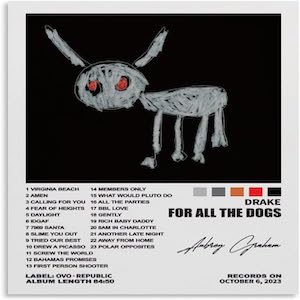 DRAKE
FOR ALL THE DOGS
1 VIRGINIA BEACH
2 AMEN
3 CALLING FOR YOU
4 FEAR OF HEIGHTS
5 DAYLIGHT
6 IDGAF
7 7969 SANTA
8 SLIME YOU OUT
9 TRIED OUR BEST
10 DREW A PICASSO
11 SCREW THE WORLD
12 BAHAMAS PROMISES
13 FIRST PERSON SHOOTER
14 MEMBERS ONLY
15 WHAT WOULD PLUTO DO
16 ALL THE PARTIES
17 BBL LOVE
18 GENTLY
19 RICH BABY DADDY
20 SAM IN CARLOTTE
21 ANOTHER LATE NIGHT
22 AWAY FROM HOME
23 POLAR OPPOSITES
Aubrey Graham
LABEL: OVO - REPUBLIC
ALBUM LENGTH 84:50
RECORDS ON
OCTOBER 6, 2023